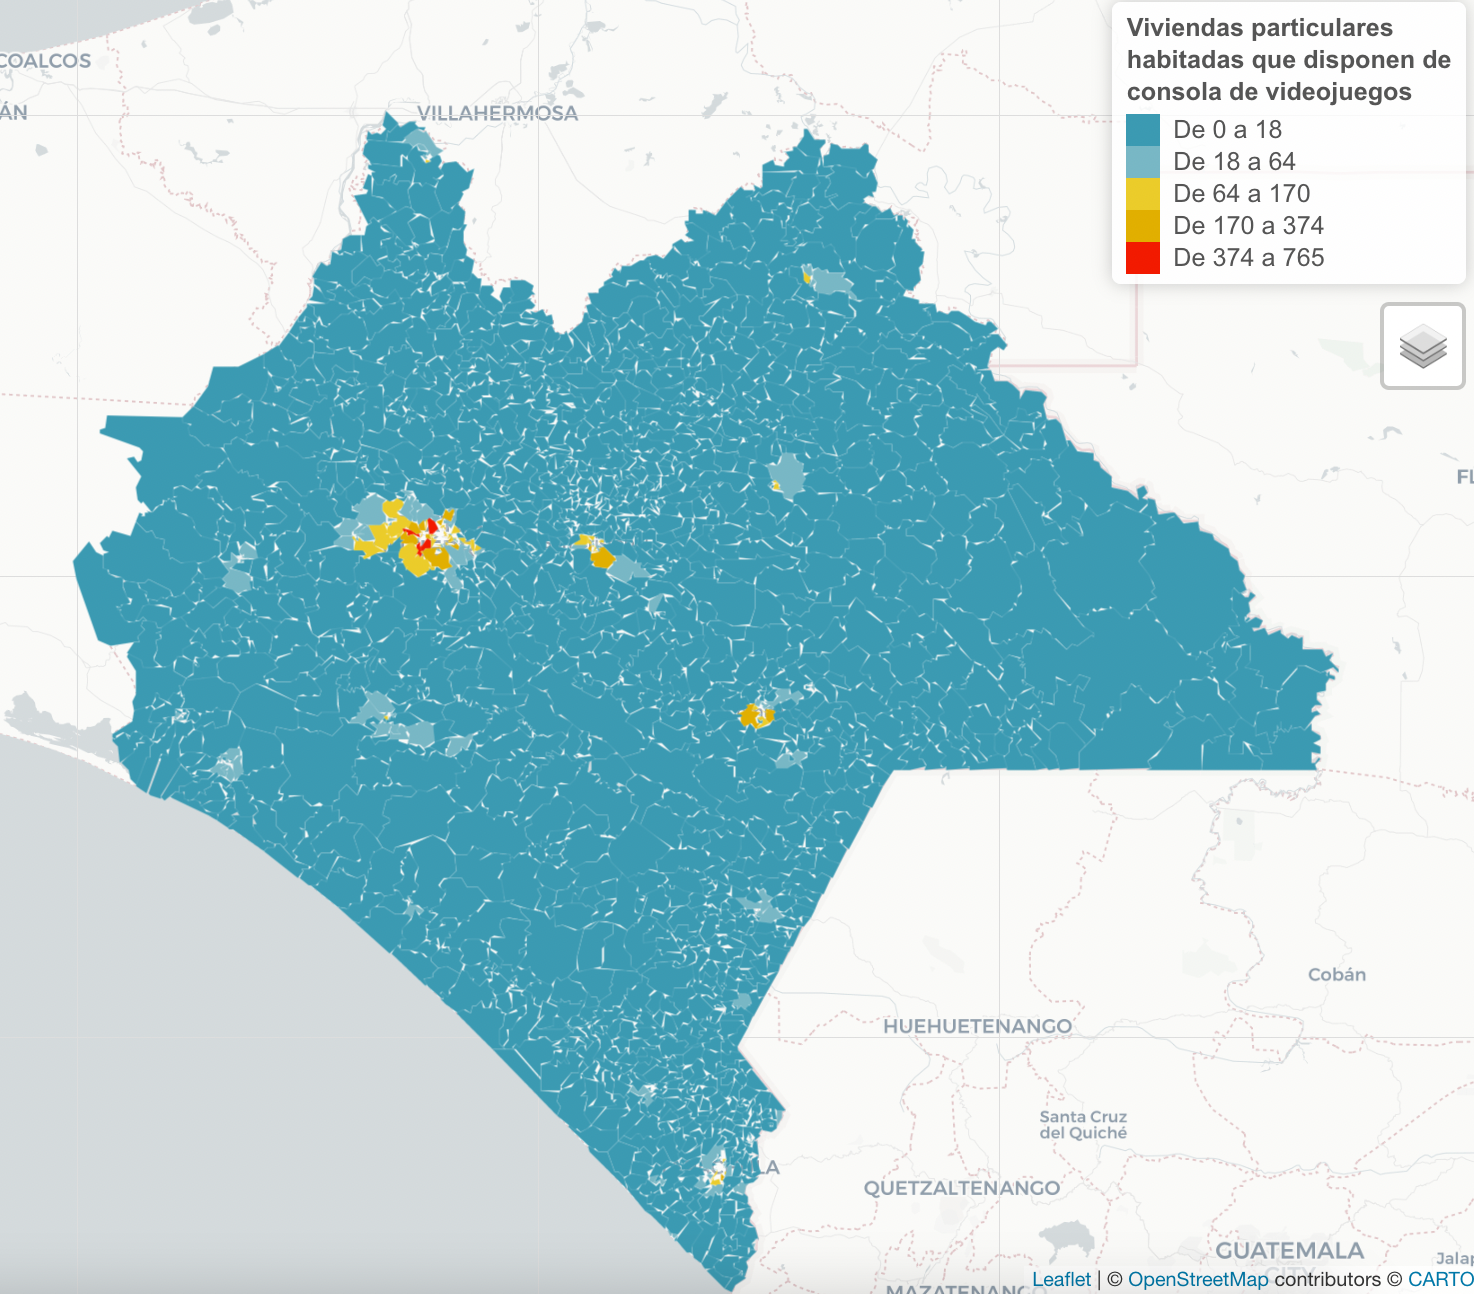 Viviendas particulares
habitadas que disponen de
consola de videojuegos
De 0 a 18
De 18 a 64
De 64 a 170
De 170 a 374
De 374 a 765
COALCOS
ÁN
VILLAHERMOSA
FL
Cobán
HUEHUETENANGO
Santa Cruz
del Quiché
LA
QUETZALTENANGO
GUATEMALA
CITY
Jalap
MAZATENANGO
Leaflet | © OpenStreetMap contributors © CARTO